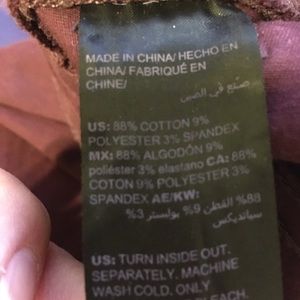 MADE IN CHINA/ HECHO EN
CHINA/ FABRIQUÉ EN
CHINE/
صنع في الصين
US: 88% COTTON 9%
POLYESTER 3% SPANDEX
MX: 88% ALGODÓN 9%
poliéster 3% elastano CA: 88%
COTON 9% POLYESTER 3%
SPANDEX AE/KW:
88% القطن 9% بوليستر 3%
سبانديكس
US: TURN INSIDE OUT.
SEPARATELY. MACHINE
WASH COLD. ONLY